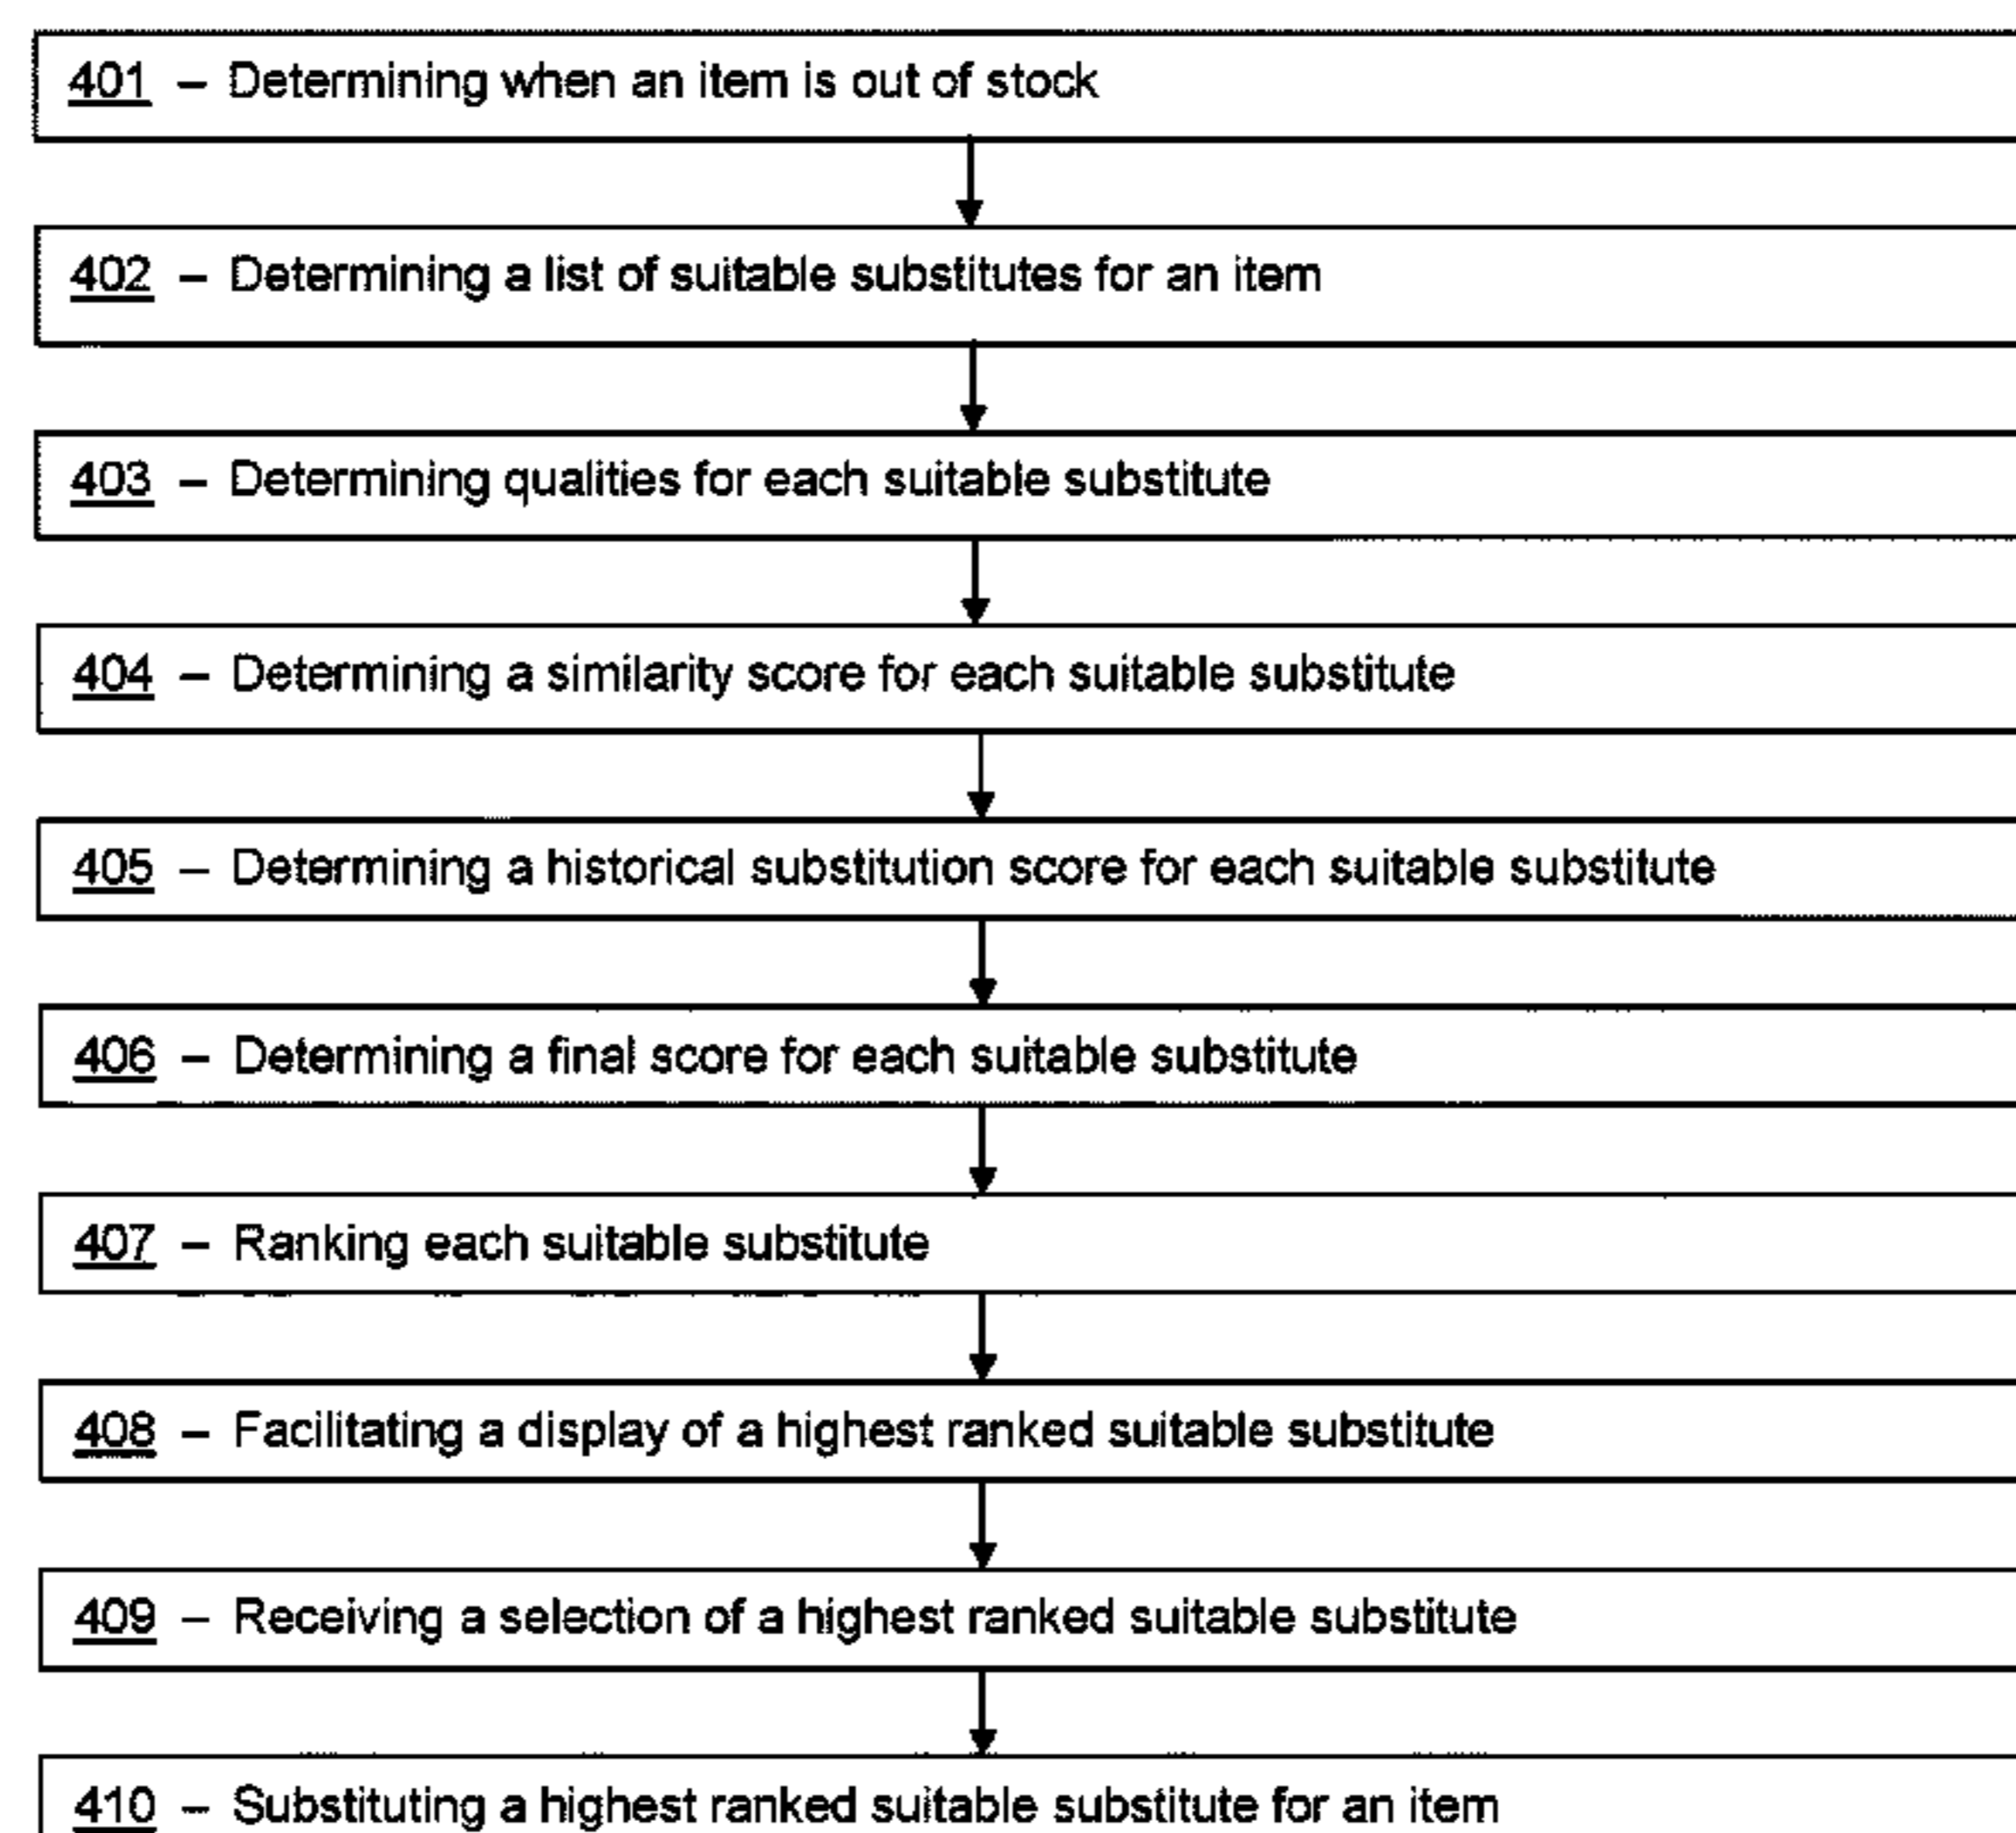 401 – Determining when an item is out of stock
402 – Determining a list of suitable substitutes for an item
403 – Determining qualities for each suitable substitute
404 – Determining a similarity score for each suitable substitute
405 – Determining a historical substitution score for each suitable substitute
406 – Determining a final score for each suitable substitute
407 – Ranking each suitable substitute
408 – Facilitating a display of a highest ranked suitable substitute
409 – Receiving a selection of a highest ranked suitable substitute
410 – Substituting a highest ranked suitable substitute for an item